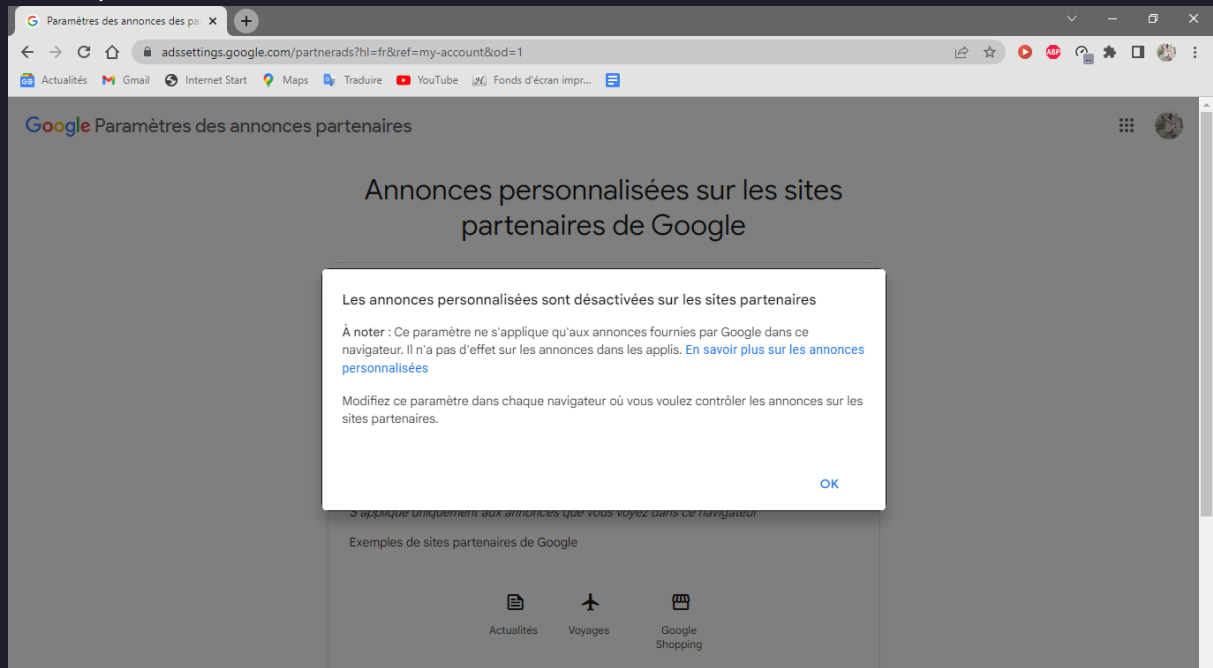 Paramètres des annonces des pa
adssettings.google.com/partnerads?hl=fr&ref=my-account&od=1
ABP
Actualités Gmail Internet Start Maps Traduire YouTube Fonds d'écran impr...
Google Paramètres des annonces partenaires
Annonces personnalisées sur les sites
partenaires de Google
Les annonces personnalisées sont désactivées sur les sites partenaires
À noter : Ce paramètre ne s'applique qu'aux annonces fournies par Google dans ce
navigateur. Il n'a pas d'effet sur les annonces dans les applis. En savoir plus sur les annonces
personnalisées
Modifiez ce paramètre dans chaque navigateur où vous voulez contrôler les annonces sur les
sites partenaires.
OK
S'applique uniquement aux annonces que vous voyez dans ce navigateur
Exemples de sites partenaires de Google
Actualités Voyages Google
Shopping